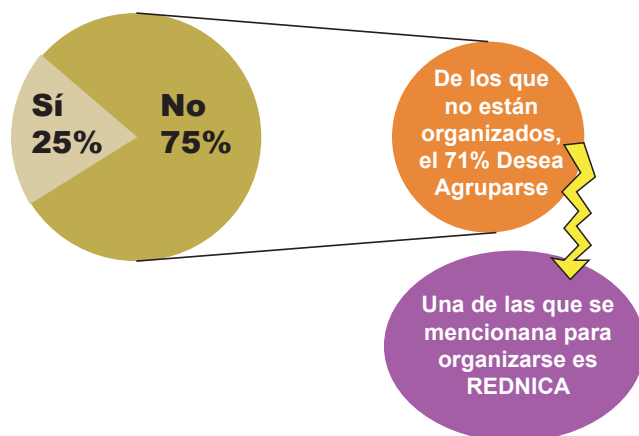 Sí
25%
No
75%
De los que
no están
organizados,
el 71% Desea
Agruparse
Una de las que se
mencionana para
organizarse es
REDNICA